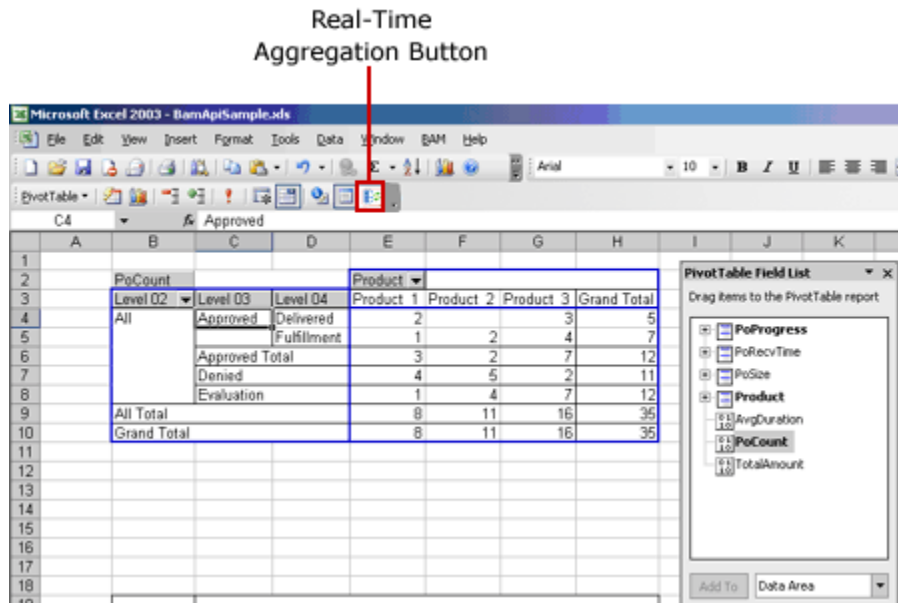 Real-Time
Aggregation Button
Microsoft Excel 2003 - BamApiSample.xls
File Edit View Insert Format Tools Data Window BAM Help
Arial 10 B I U
PivotTable
C4 fx Approved
A B C D E F G H I J K
1
2 PoCount Product
3 Level 02 Level 03 Level 04 Product 1 Product 2 Product 3 Grand Total
4 All Approved Delivered 2 3 5
5 Fulfillment 1 2 4 7
6 Approved Total 3 2 7 12
7 Denied 4 5 2 11
8 Evaluation 1 4 7 12
9 All Total 8 11 16 35
10 Grand Total 8 11 16 35
11
12
13
14
15
16
17
18
PivotTable Field List
Drag items to the PivotTable report
PoProgress
PoRecvTime
PoSize
Product
AvgDuration
PoCount
TotalAmount
Add To Data Area